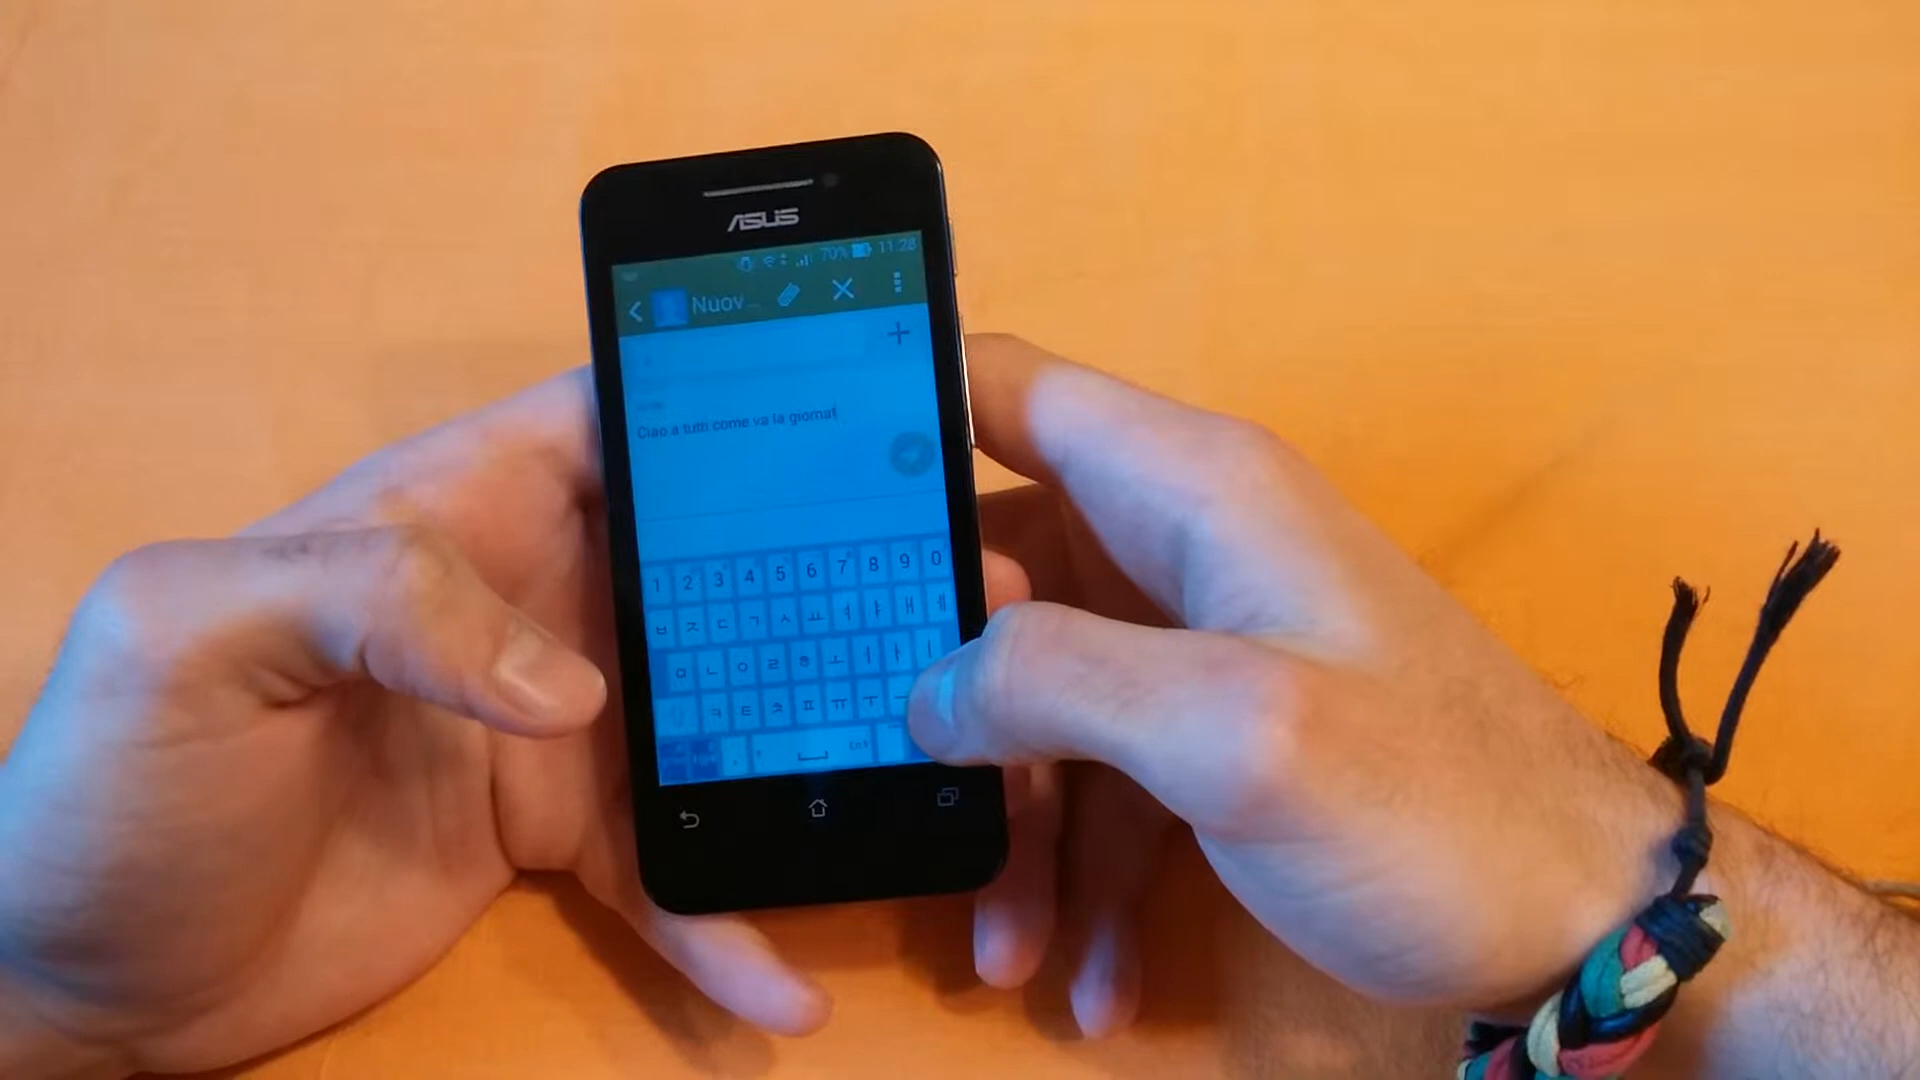 ASUS
70% 11:28
Nuov...
Ciao a tutti come va la giornat
1 2 3 4 5 6 7 8 9 0
ㅂ ㅈ ㄷ ㄱ ㅅ ㅛ ㅕ ㅑ ㅐ ㅔ
ㅁ ㄴ ㅇ ㄹ ㅎ ㅗ ㅓ ㅏ ㅣ
ㅋ ㅌ ㅊ ㅍ ㅠ ㅜ ㅡ